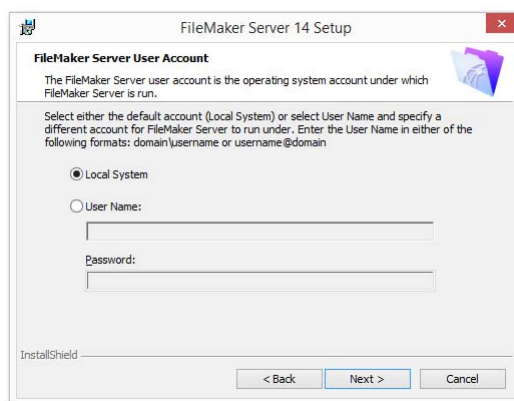 FileMaker Server 14 Setup
FileMaker Server User Account
The FileMaker Server user account is the operating system account under which
FileMaker Server is run.
Select either the default account (Local System) or select User Name and specify a
different account for FileMaker Server to run under. Enter the User Name in either of the
following formats: domain\username or username@domain
Local System
User Name:
Password:
InstallShield
< Back Next > Cancel